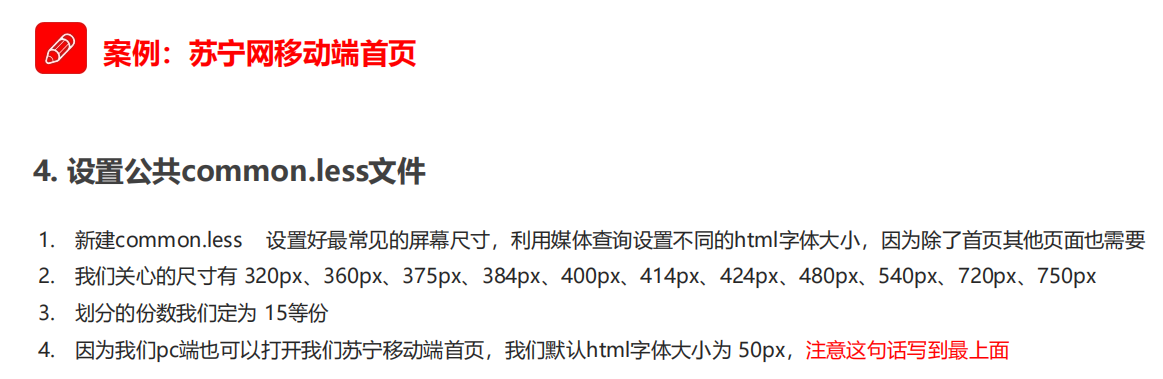 案例：苏宁网移动端首页
4. 设置公共common.less文件
1. 新建common.less 设置好最常见的屏幕尺寸，利用媒体查询设置不同的html字体大小，因为除了首页其他页面也需要
2. 我们关心的尺寸有 320px、360px、375px、384px、400px、414px、424px、480px、540px、720px、750px
3. 划分的份数我们定为 15等份
4. 因为我们pc端也可以打开我们苏宁移动端首页，我们默认html字体大小为 50px，注意这句话写到最上面